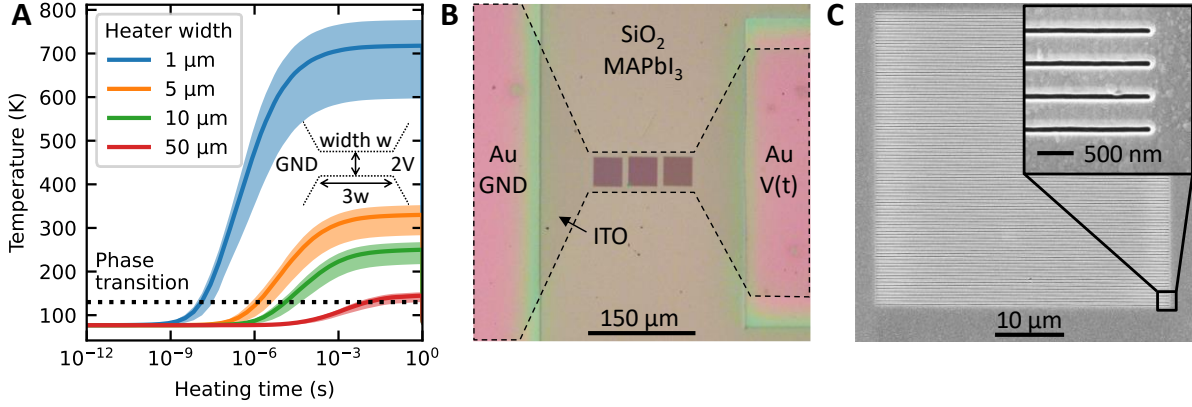 A
Heater width
1 μm
5 μm
10 μm
50 μm
800
700
600
500
400
300
200
100
Temperature (K)
width w
GND
2V
3w
Phase
transition
10⁻¹²
10⁻⁹
10⁻⁶
10⁻³
10⁰
Heating time (s)
B
SiO₂
MAPbI₃
Au
GND
Au
V(t)
ITO
150 μm
C
500 nm
10 μm